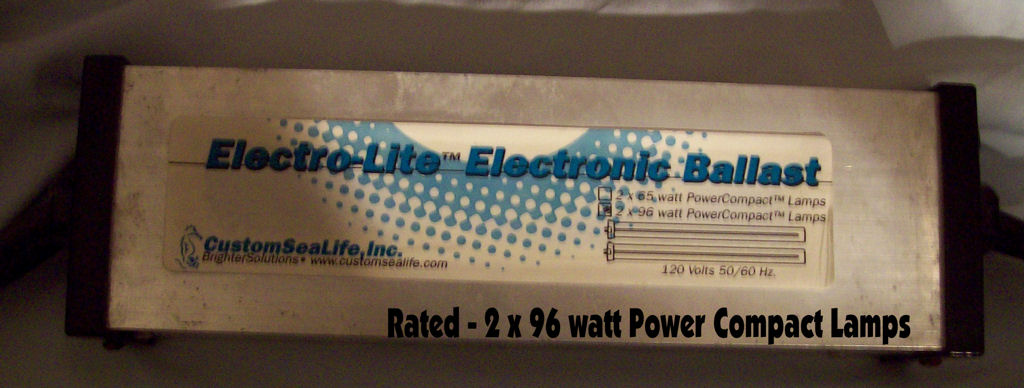 Electro-Lite™ Electronic Ballast
2 x 65 watt PowerCompact™ Lamps
2 x 96 watt PowerCompact™ Lamps
CustomSeaLife, Inc.
BrighterSolutions • www.customsealife.com
120 Volts 50/60 Hz.
Rated - 2 x 96 watt Power Compact Lamps